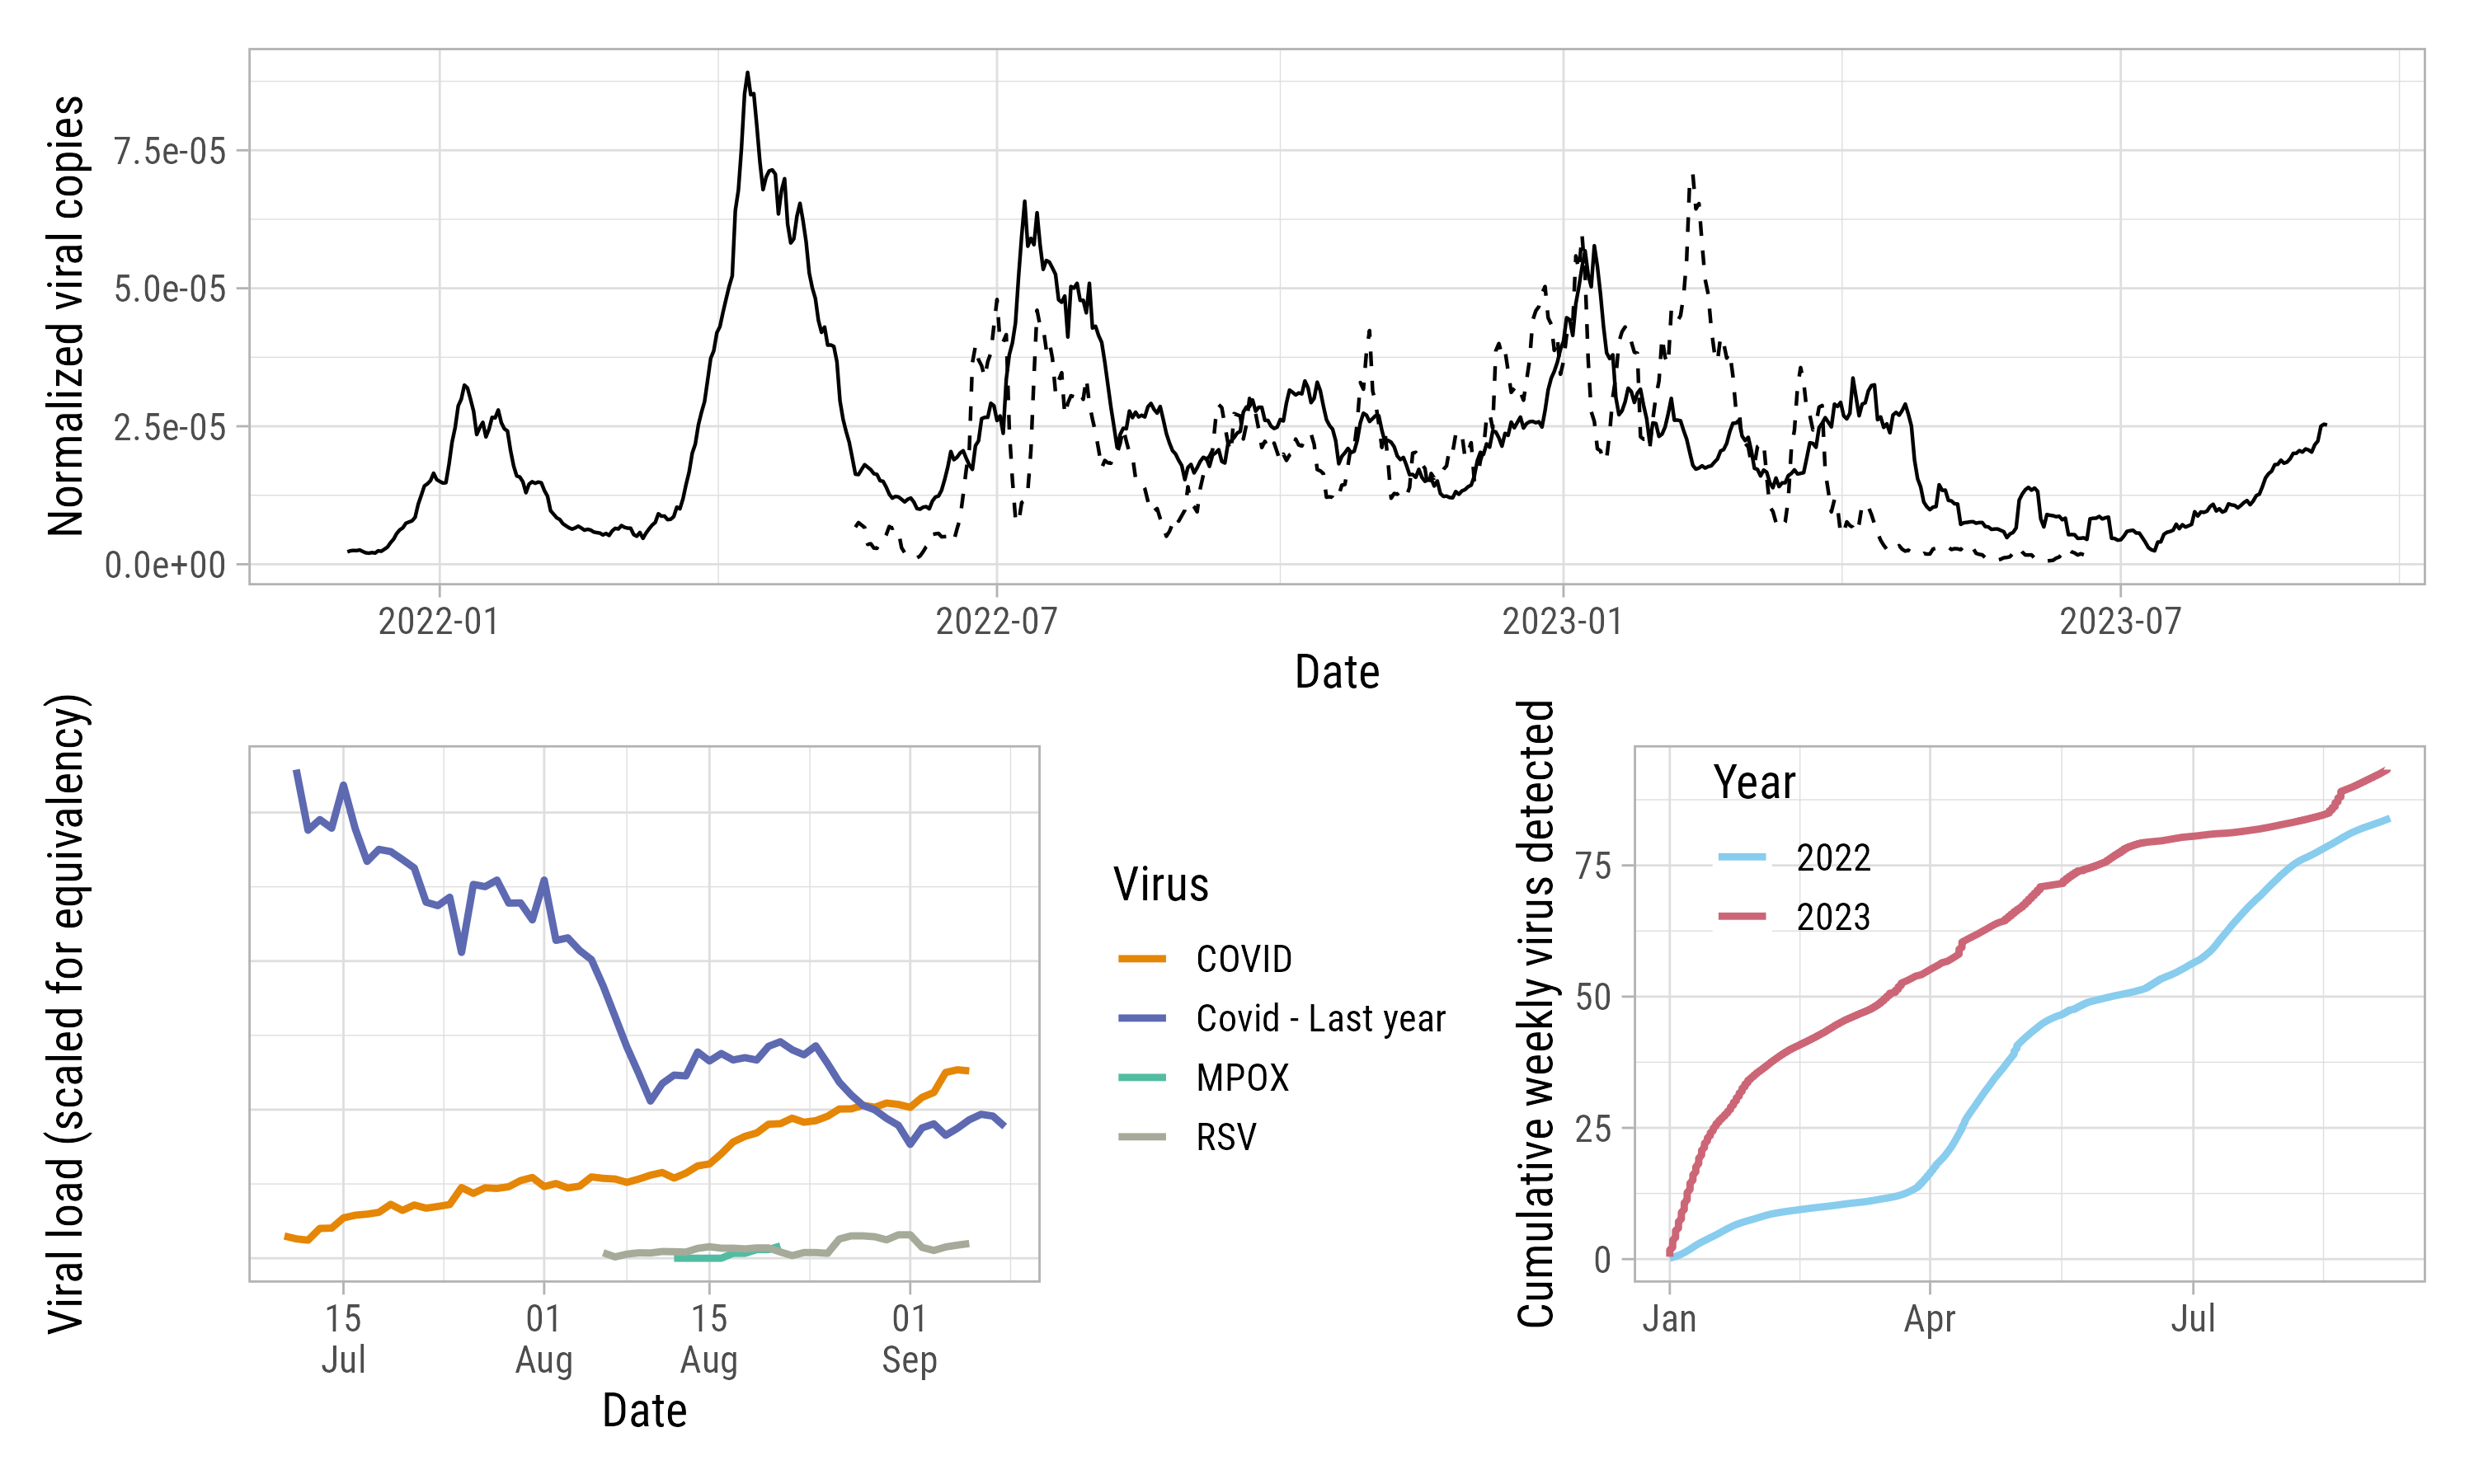 Normalized viral copies
7.5e-05
5.0e-05
2.5e-05
0.0e+00
2022-01
2022-07
2023-01
2023-07
Date
Viral load (scaled for equivalency)
15
Jul
01
Aug
15
Aug
01
Sep
Date
Virus
COVID
Covid - Last year
MPOX
RSV
Cumulative weekly virus detected
75
50
25
0
Year
2022
2023
Jan
Apr
Jul